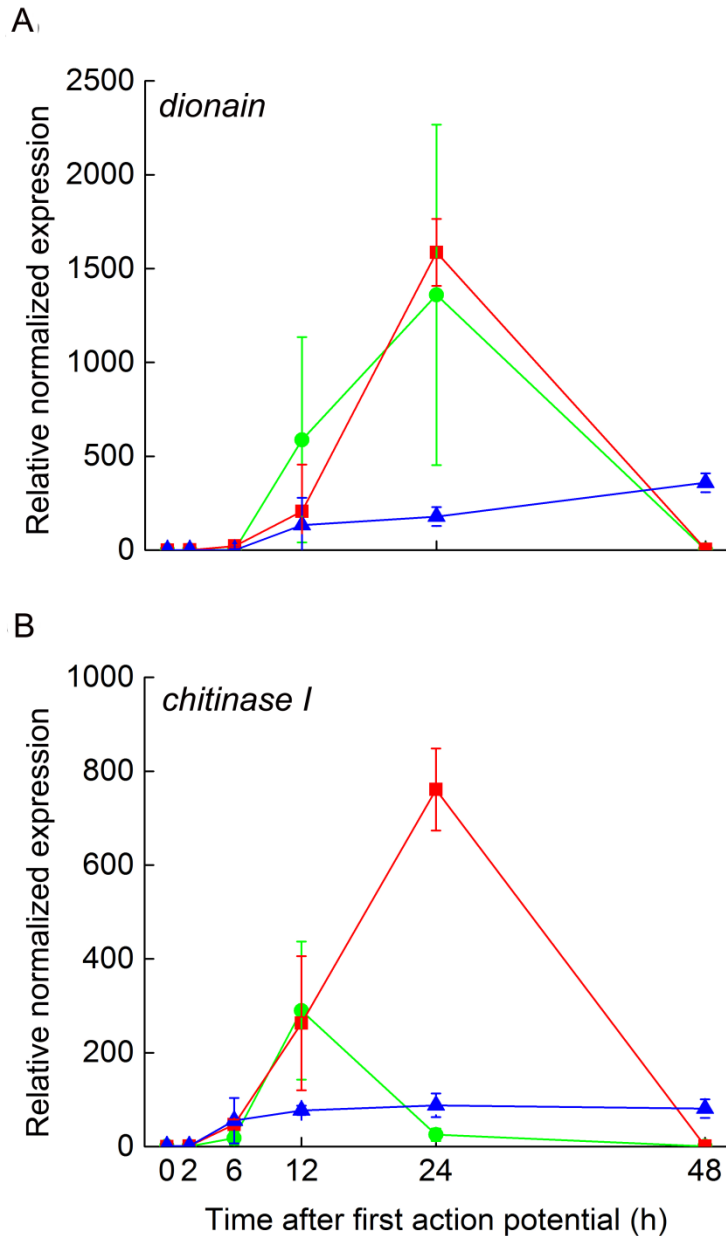 A
dionain
Relative normalized expression
2500
2000
1500
1000
500
0
B
chitinase I
Relative normalized expression
1000
800
600
400
200
0
0 2 6 12 24 48
Time after first action potential (h)